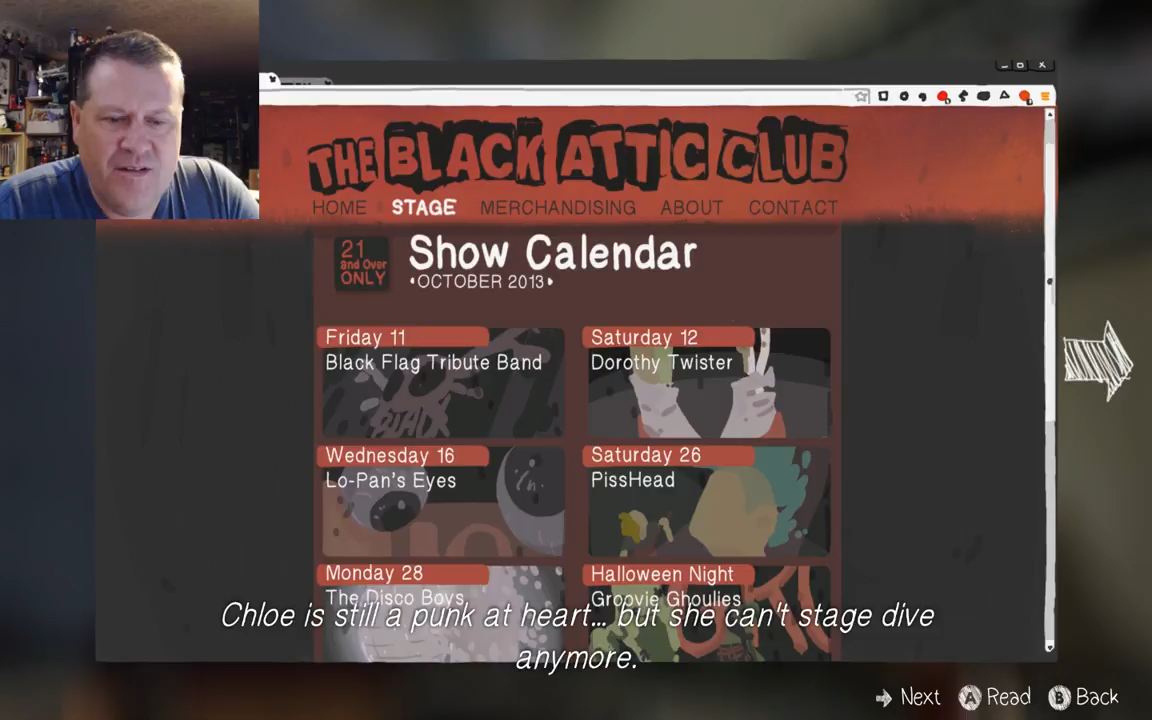 THE BLACK ATTIC CLUB
HOME STAGE MERCHANDISING ABOUT CONTACT
21 and Over ONLY
Show Calendar
OCTOBER 2013
Friday 11
Black Flag Tribute Band
Saturday 12
Dorothy Twister
Wednesday 16
Lo-Pan's Eyes
Saturday 26
PissHead
Monday 28
The Disco Boys
Halloween Night
Groovie Ghoulies
Chloe is still a punk at heart... but she can't stage dive
anymore.
Next A Read B Back